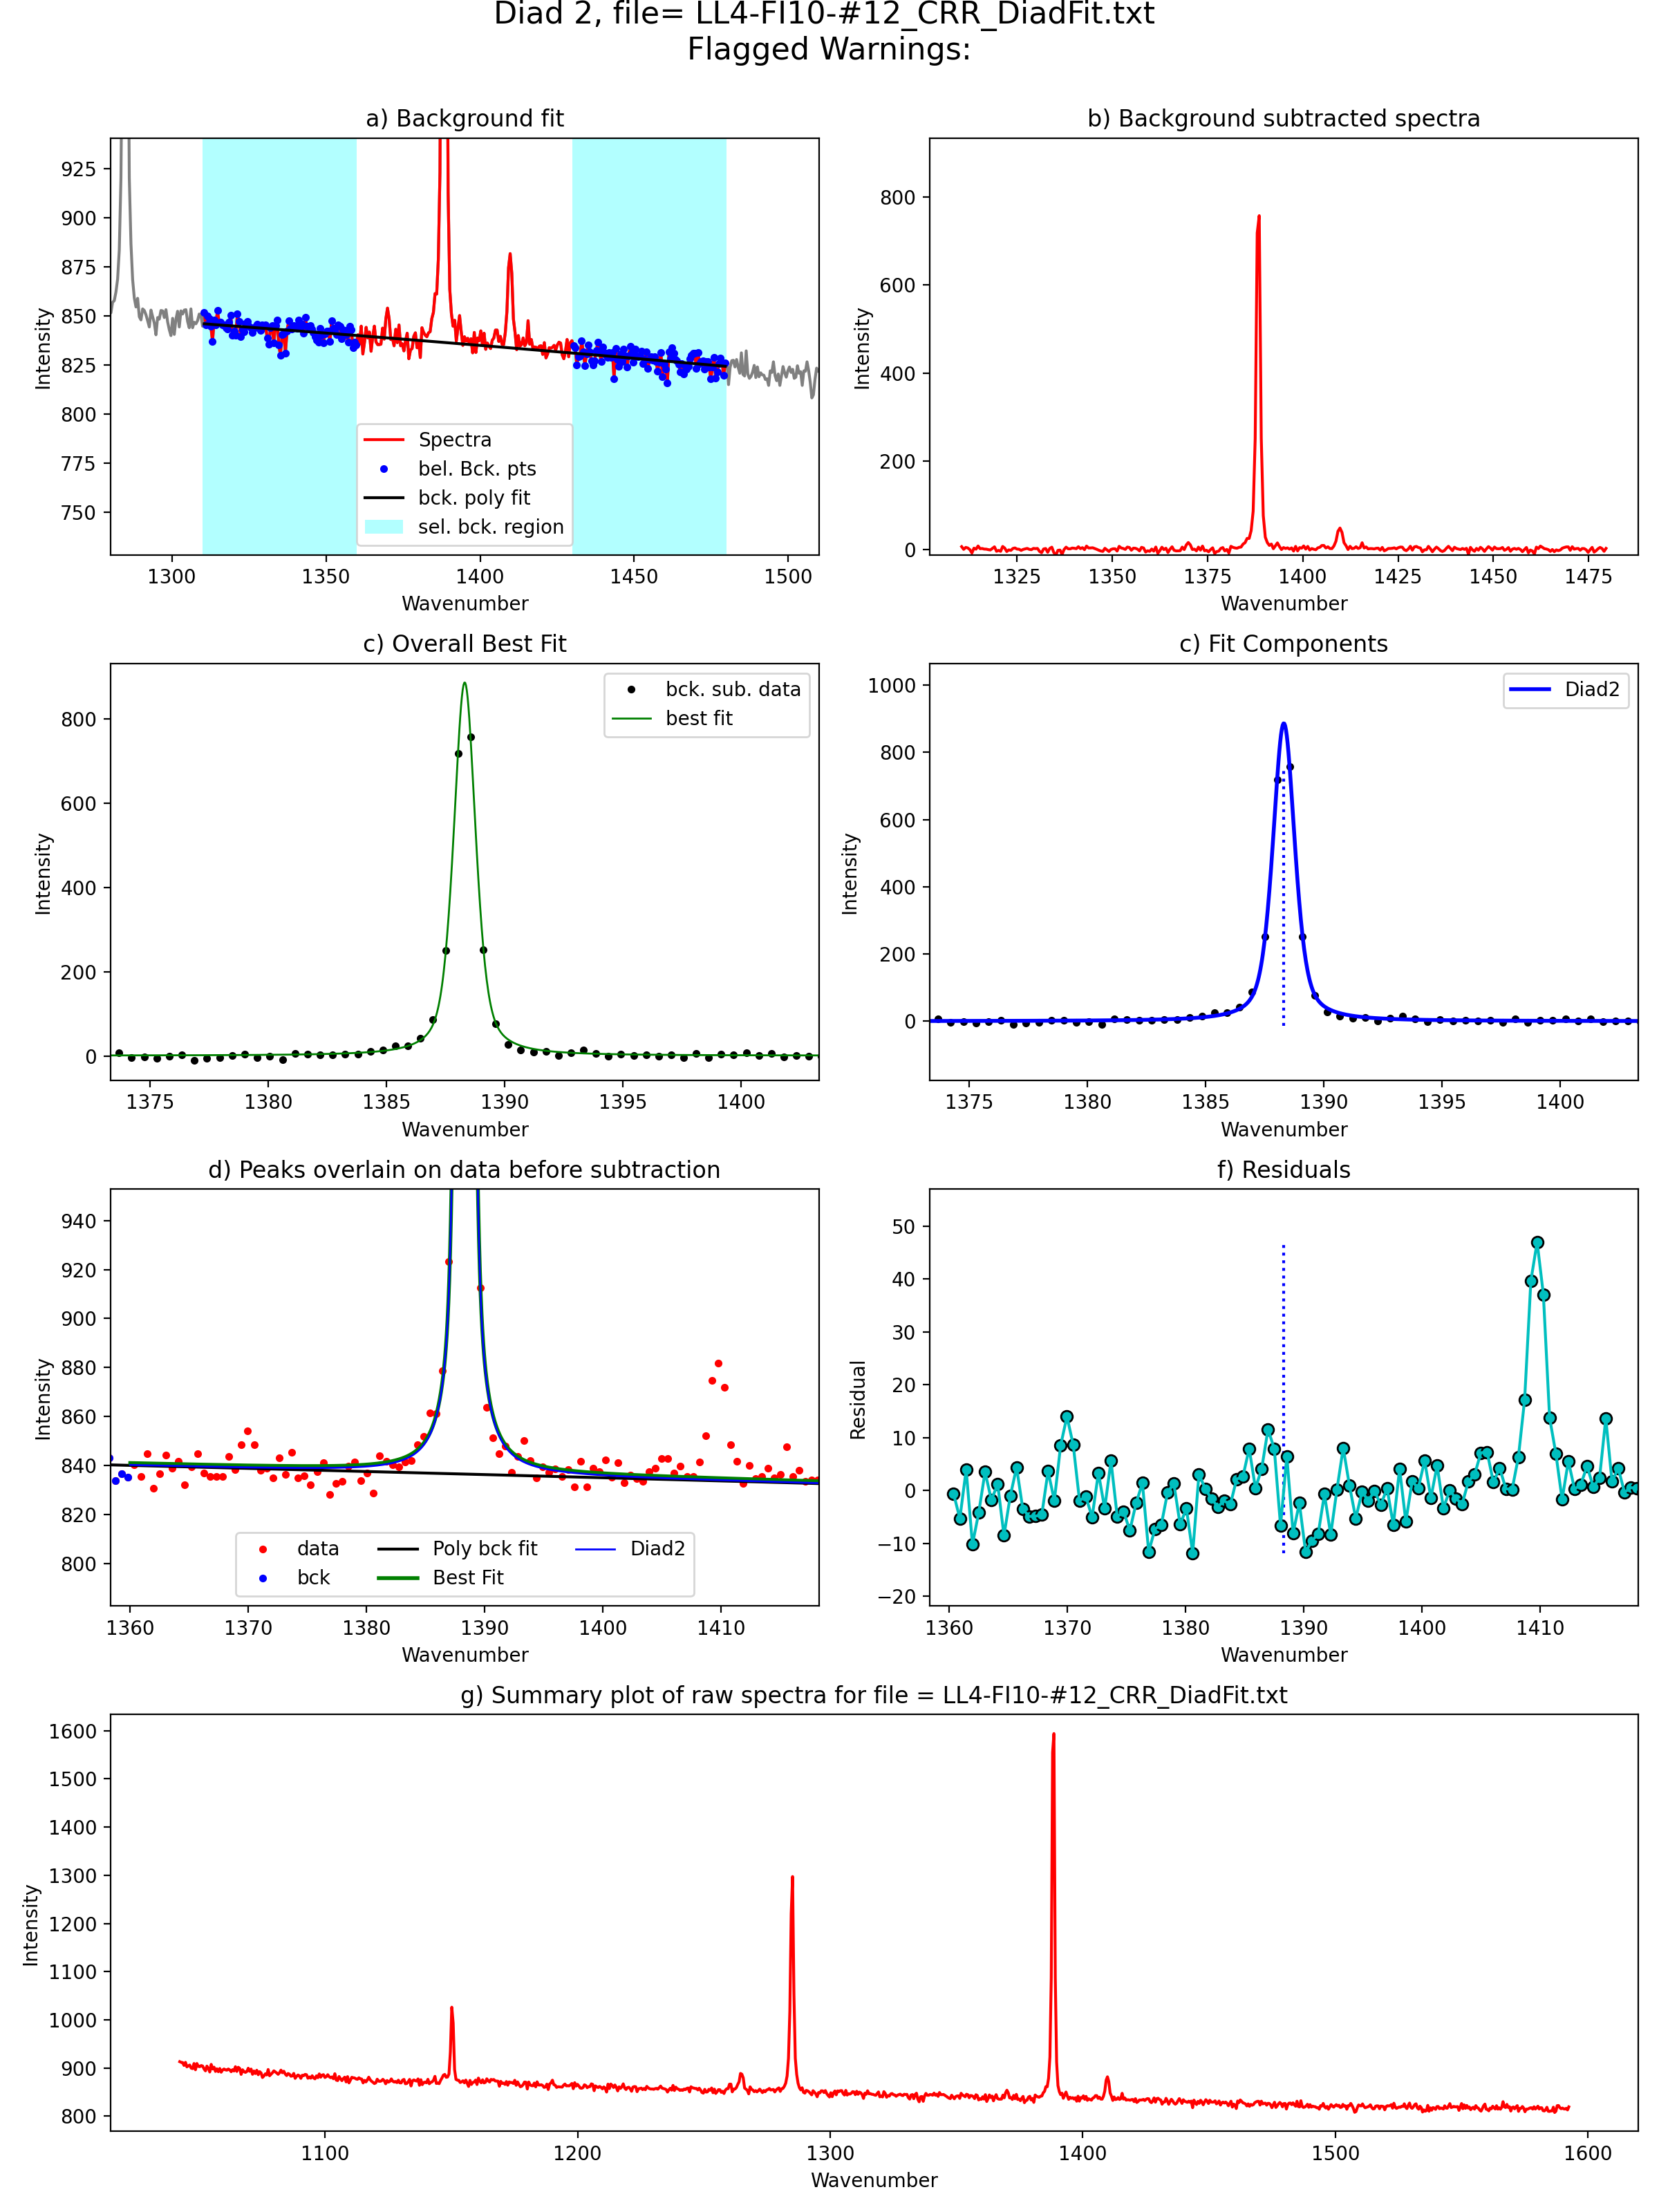 Diad 2, file= LL4-FI10-#12_CRR_DiadFit.txt
Flagged Warnings:
a) Background fit
925
900
875
850
825
800
775
750
Intensity
Spectra
bel. Bck. pts
bck. poly fit
sel. bck. region
1300 1350 1400 1450 1500
Wavenumber
b) Background subtracted spectra
800
600
400
200
0
Intensity
1325 1350 1375 1400 1425 1450 1475
Wavenumber
c) Overall Best Fit
800
600
400
200
0
Intensity
bck. sub. data
best fit
1375 1380 1385 1390 1395 1400
Wavenumber
c) Fit Components
1000
800
600
400
200
0
Intensity
Diad2
1375 1380 1385 1390 1395 1400
Wavenumber
d) Peaks overlain on data before subtraction
940
920
900
880
860
840
820
800
Intensity
data
bck
Poly bck fit
Best Fit
Diad2
1360 1370 1380 1390 1400 1410
Wavenumber
f) Residuals
50
40
30
20
10
0
−10
−20
Residual
1360 1370 1380 1390 1400 1410
Wavenumber
g) Summary plot of raw spectra for file = LL4-FI10-#12_CRR_DiadFit.txt
1600
1500
1400
1300
1200
1100
1000
900
800
Intensity
1100 1200 1300 1400 1500 1600
Wavenumber